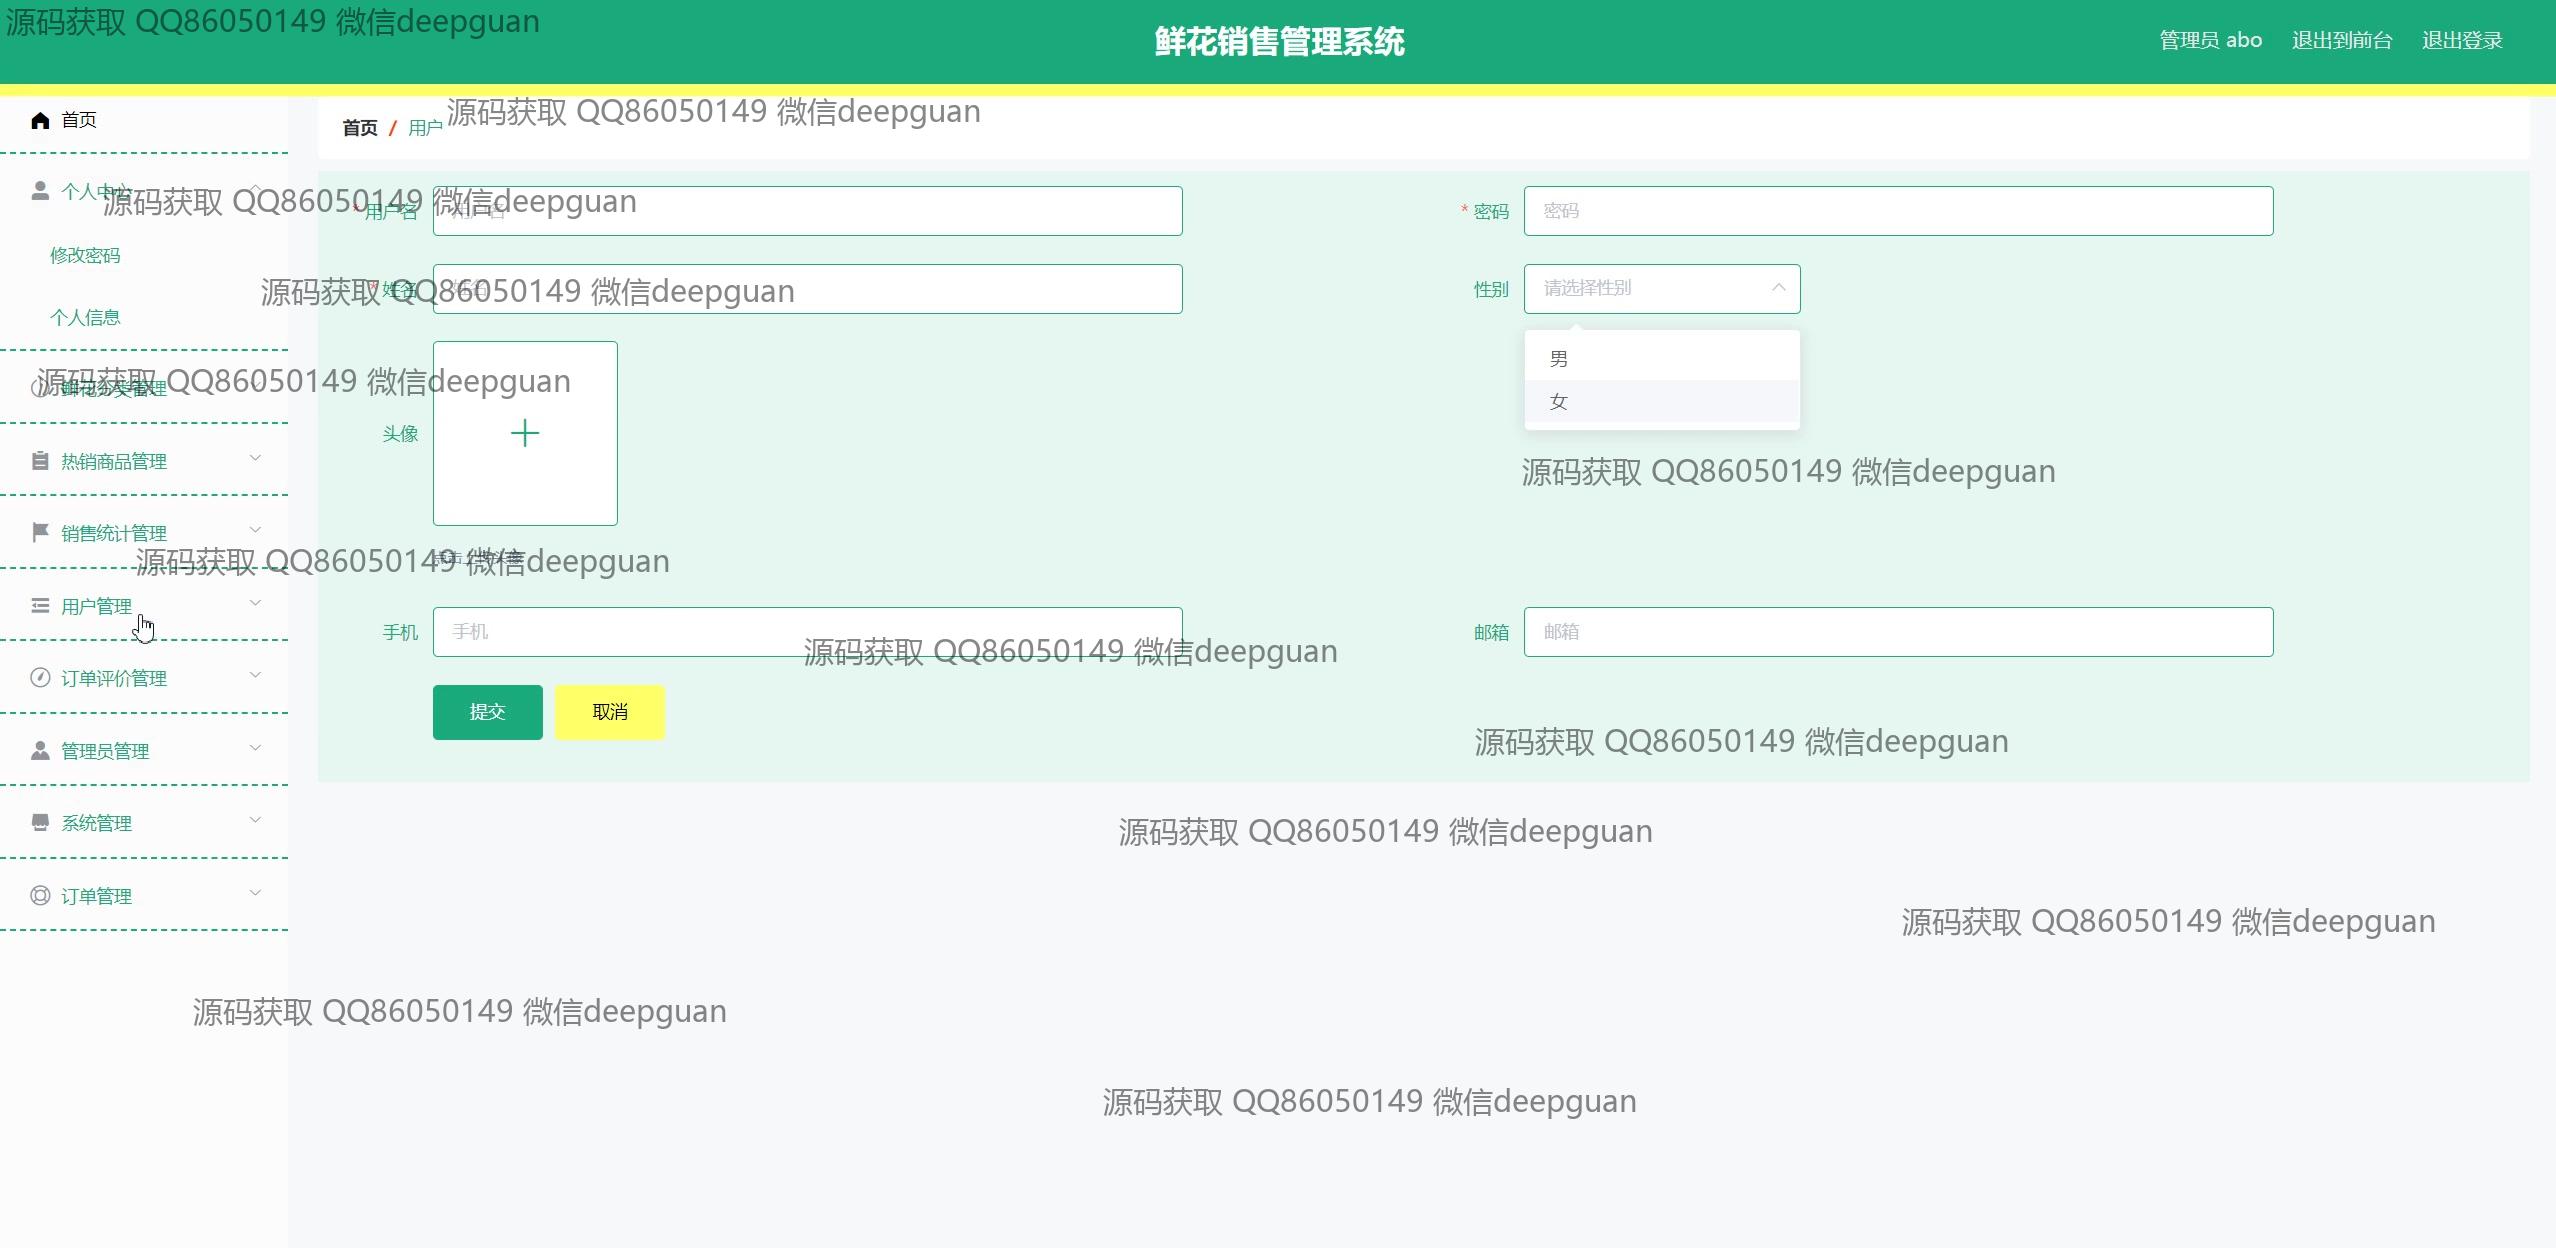 源码获取 QQ86050149 微信deepguan
鲜花销售管理系统
管理员 abo 退出到前台 退出登录
首页
首页 / 用户
源码获取 QQ86050149 微信deepguan
个人中心
源码获取 QQ86050149 微信deepguan
* 用户名 用户名
* 密码 密码
修改密码
源码获取 QQ86050149 微信deepguan
* 姓名 姓名
性别 请选择性别
个人信息
男
女
鲜花分类管理
源码获取 QQ86050149 微信deepguan
头像
热销商品管理
源码获取 QQ86050149 微信deepguan
销售统计管理
源码获取 QQ86050149 微信deepguan
点击上传头像
用户管理
手机 手机
邮箱 邮箱
源码获取 QQ86050149 微信deepguan
订单评价管理
提交 取消
管理员管理
源码获取 QQ86050149 微信deepguan
系统管理
源码获取 QQ86050149 微信deepguan
订单管理
源码获取 QQ86050149 微信deepguan
源码获取 QQ86050149 微信deepguan
源码获取 QQ86050149 微信deepguan